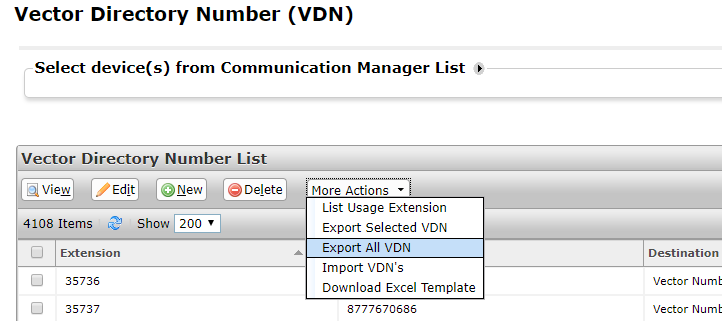 Vector Directory Number (VDN)
Select device(s) from Communication Manager List
Vector Directory Number List
View Edit New Delete More Actions
List Usage Extension
Export Selected VDN
Export All VDN
Import VDN's
Download Excel Template
4108 Items Show 200
Extension Destination
35736 Vector Numb
35737 8777670686 Vector Numb